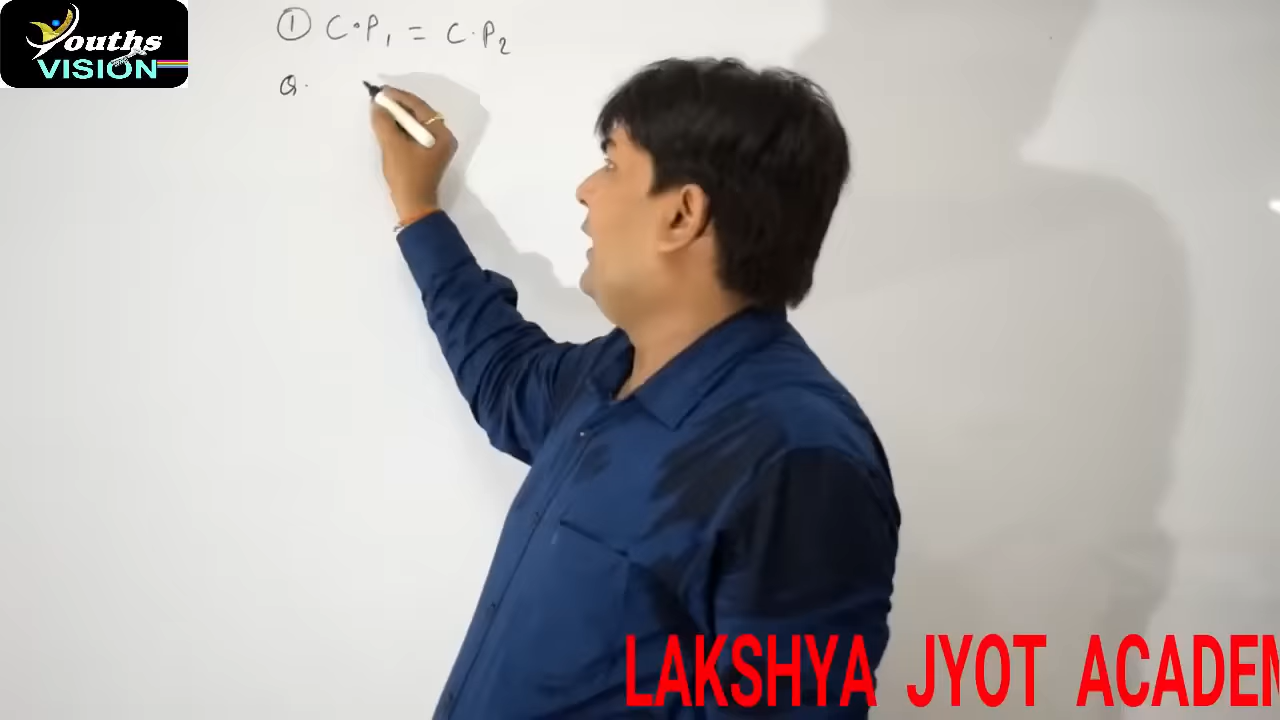 Youths
VISION
① C·P₁ = C·P₂
Q.
LAKSHYA JYOT ACADEM